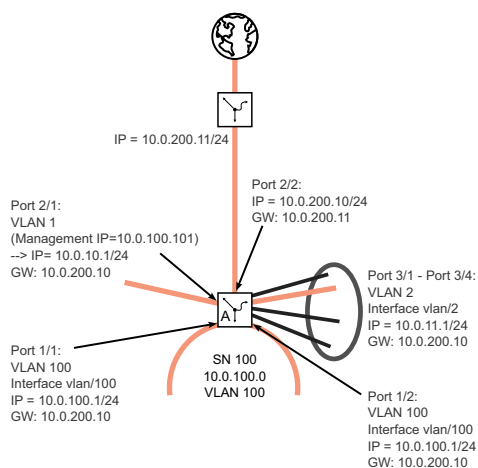 IP = 10.0.200.11/24
Port 2/2:
IP = 10.0.200.10/24
GW: 10.0.200.11
Port 2/1:
VLAN 1
(Management IP=10.0.100.101)
--> IP= 10.0.10.1/24
GW: 10.0.200.10
Port 3/1 - Port 3/4:
VLAN 2
Interface vlan/2
IP = 10.0.11.1/24
GW: 10.0.200.10
A
Port 1/1:
VLAN 100
Interface vlan/100
IP = 10.0.100.1/24
GW: 10.0.200.10
SN 100
10.0.100.0
VLAN 100
Port 1/2:
VLAN 100
Interface vlan/100
IP = 10.0.100.1/24
GW: 10.0.200.10